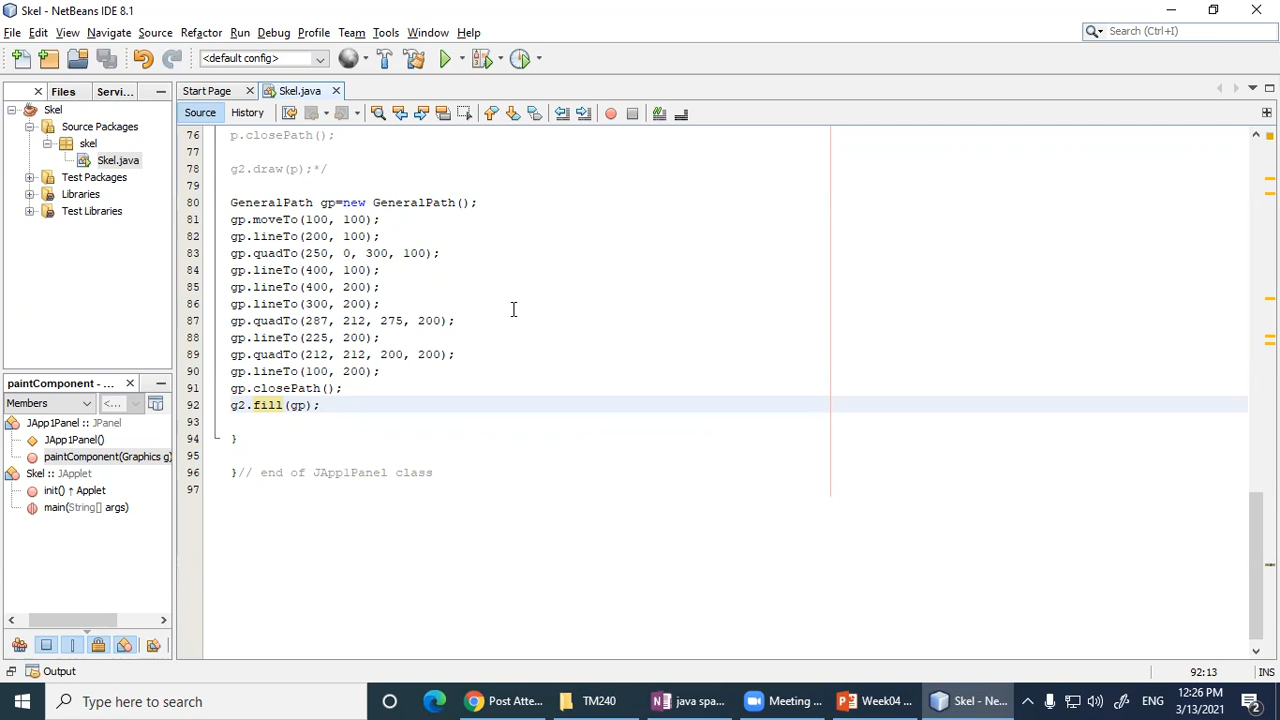 Skel - NetBeans IDE 8.1
File Edit View Navigate Source Refactor Run Debug Profile Team Tools Window Help
Search (Ctrl+I)
<default config>
Files Servi...
Start Page Skel.java
Skel
Source Packages
skel
Skel.java
Test Packages
Libraries
Test Libraries
Source History
76 p.closePath();
77
78 g2.draw(p);*/
79
80 GeneralPath gp=new GeneralPath();
81 gp.moveTo(100, 100);
82 gp.lineTo(200, 100);
83 gp.quadTo(250, 0, 300, 100);
84 gp.lineTo(400, 100);
85 gp.lineTo(400, 200);
86 gp.lineTo(300, 200);
87 gp.quadTo(287, 212, 275, 200);
88 gp.lineTo(225, 200);
89 gp.quadTo(212, 212, 200, 200);
90 gp.lineTo(100, 200);
91 gp.closePath();
92 g2.fill(gp);
93
94 }
95
96 }// end of JApp1Panel class
97
paintComponent - ...
Members <...
JApp1Panel :: JPanel
JApp1Panel()
paintComponent(Graphics g)
Skel :: JApplet
init() ↑ Applet
main(String[] args)
Output
92:13 INS
Type here to search
Post Atte...
TM240
java spa...
Meeting ...
Week04 ...
Skel - Ne...
ENG
12:26 PM
3/13/2021
2